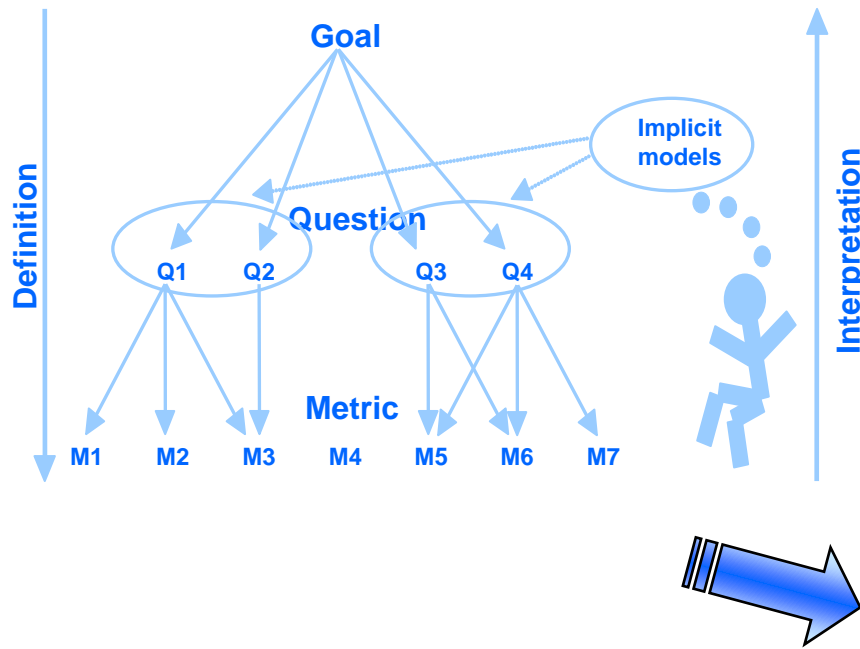 Goal
Implicit
models
Definition
Question
Interpretation
Q1 Q2 Q3 Q4
Metric
M1 M2 M3 M4 M5 M6 M7